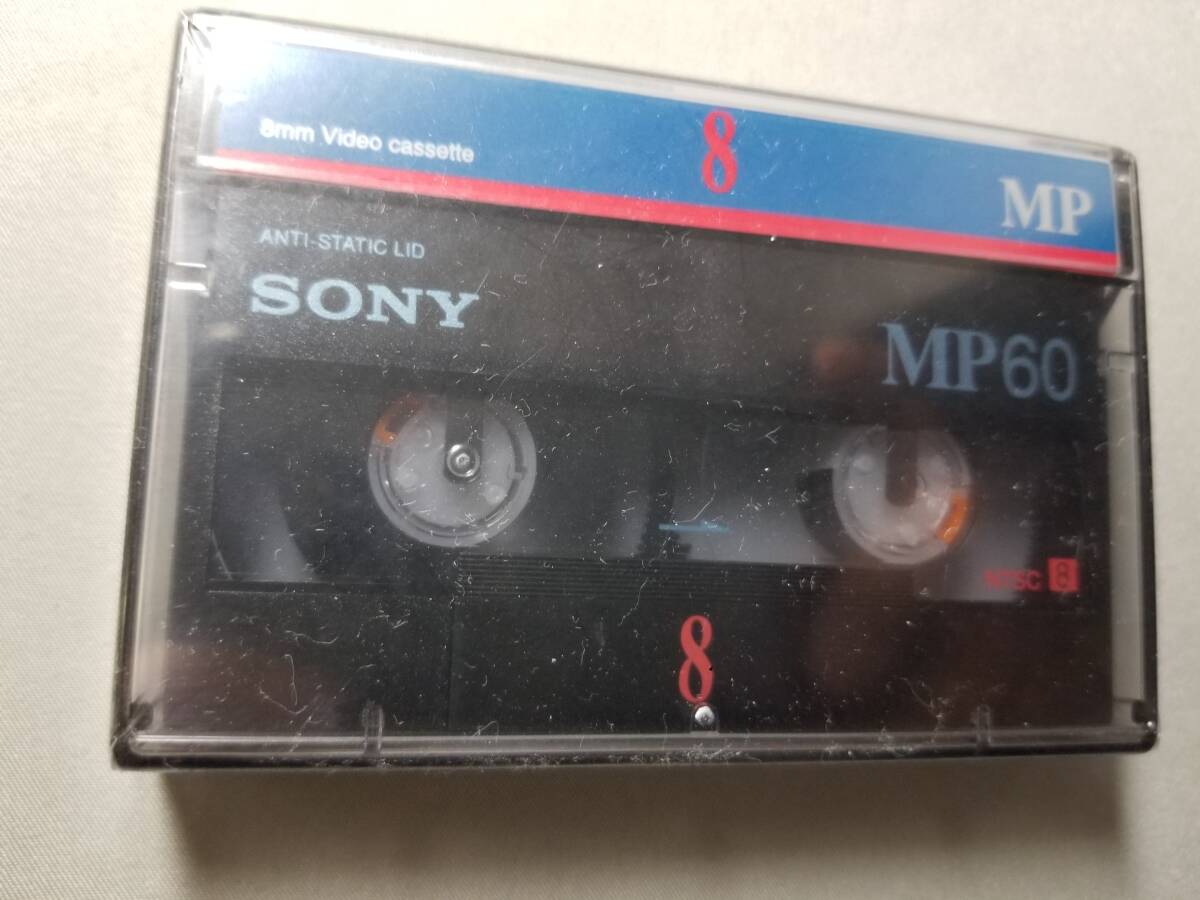 8mm Video cassette
8
MP
ANTI-STATIC LID
SONY
MP60
NTSC 8
8